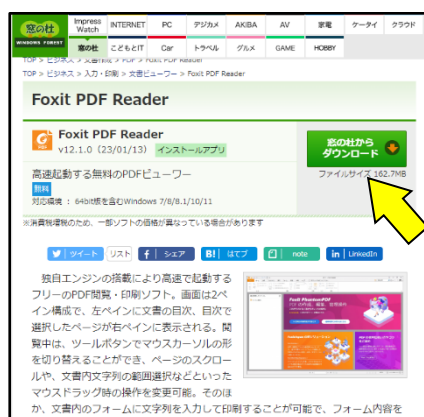 窓の杜
WINDOWS FOREST
Impress Watch
INTERNET
PC
デジカメ
AKIBA
AV
家電
ケータイ
クラウド
窓の杜
こどもとIT
Car
トラベル
グルメ
GAME
HOBBY
TOP > ビジネス > 文書作成 > PDF > Foxit PDF Reader
TOP > ビジネス > 入力・印刷 > 文書ビューワー > Foxit PDF Reader
Foxit PDF Reader
Foxit PDF Reader
v12.1.0 (23/01/13) インストールアプリ
高速起動する無料のPDFビューワー
無料
対応環境 : 64bit版を含むWindows 7/8/8.1/10/11
窓の杜から
ダウンロード
ファイルサイズ 162.7MB
※消費税増税のため、一部ソフトの価格が異なっている場合があります
ツイート
リスト
シェア
B! はてブ
note
in LinkedIn
独自エンジンの搭載により高速で起動する
フリーのPDF閲覧・印刷ソフト。画面は2ペ
イン構成で、左ペインに文書の目次、目次で
選択したページが右ペインに表示される。閲
覧中は、ツールボタンでマウスカーソルの形
を切り替えることができ、ページのスクロー
ルや、文書内文字列の範囲選択などといった
マウスドラッグ時の操作を変更可能。そのほ
か、文書内のフォームに文字列を入力して印刷することが可能で、フォーム内容を
Foxit PhantomPDF